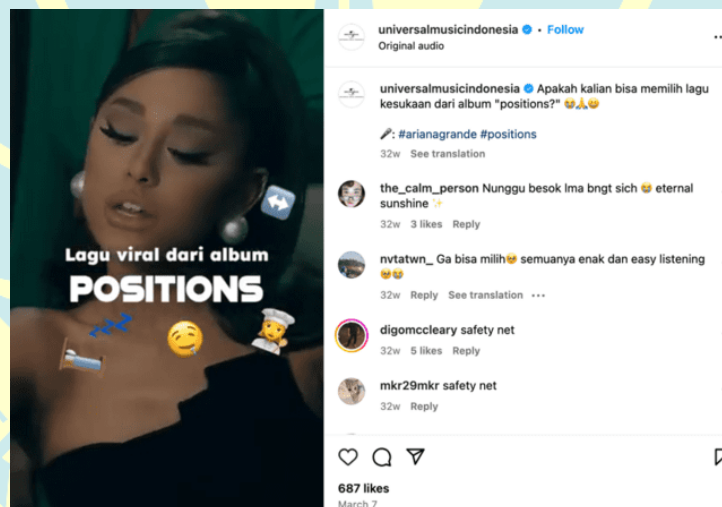 universalmusicindonesia • Follow
Original audio
universalmusicindonesia Apakah kalian bisa memilih lagu
kesukaan dari album "positions?" 😭🙏😄
🎤: #arianagrande #positions
32w See translation
the_calm_person Nunggu besok lma bngt sich 😭 eternal
sunshine ✨
32w 3 likes Reply
nvtatwn_ Ga bisa milih🥹 semuanya enak dan easy listening
🥹😭
32w Reply See translation •••
digomccleary safety net
32w 5 likes Reply
mkr29mkr safety net
32w Reply
687 likes
March 7
Lagu viral dari album
POSITIONS
💤